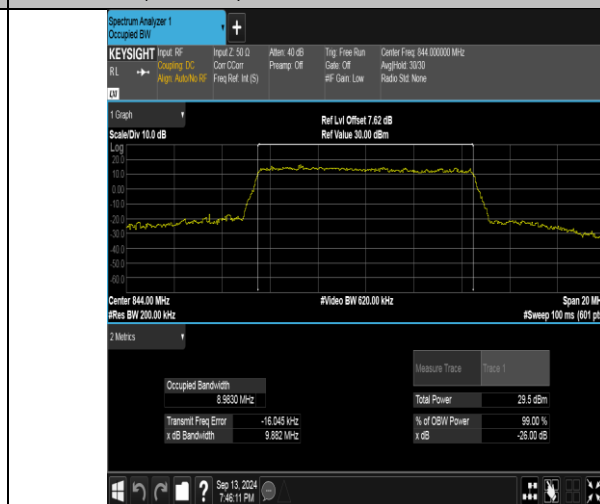 Spectrum Analyzer 1
Occupied BW
+
KEYSIGHT Input: RF Input Z: 50 Ω Atten: 40 dB Trig: Free Run Center Freq: 844.000000 MHz
Coupling: DC Corr CCorr Preamp: Off Gate: Off Avg|Hold: 30/30
RL Align: Auto/No RF Freq Ref: Int (S) #IF Gain: Low Radio Std: None
LXI
1 Graph Ref Lvl Offset 7.62 dB
Scale/Div 10.0 dB Ref Value 30.00 dBm
Log
20.0
10.0
0.00
-10.0
-20.0
-30.0
-40.0
-50.0
-60.0
Center 844.00 MHz #Video BW 620.00 kHz Span 20 MH
#Res BW 200.00 kHz #Sweep 100 ms (601 pt
2 Metrics
Measure Trace Trace 1
Occupied Bandwidth
8.9830 MHz Total Power 29.5 dBm
Transmit Freq Error -16.045 kHz % of OBW Power 99.00 %
x dB Bandwidth 9.882 MHz x dB -26.00 dB
? Sep 13, 2024
7:46:11 PM